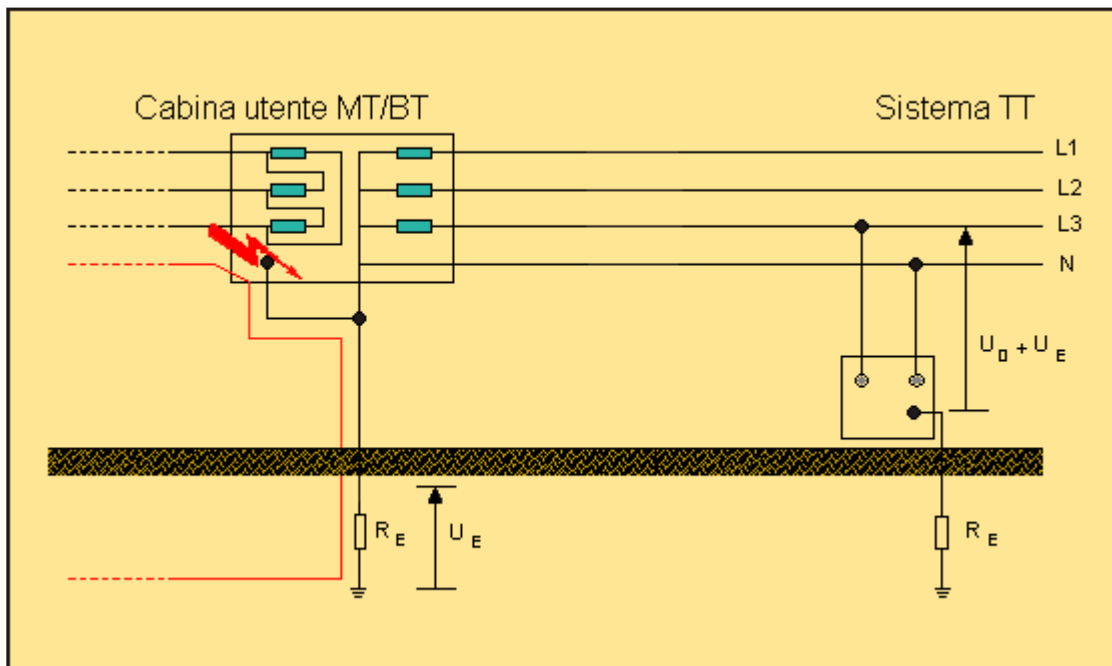 Cabina utente MT/BT
Sistema TT
L1
L2
L3
N
U0 + UE
RE
UE
RE